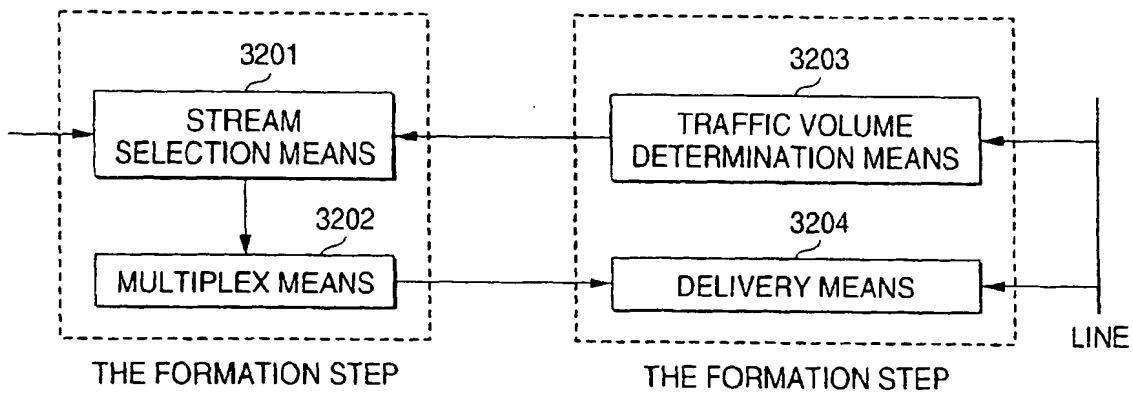 3201
STREAM
SELECTION MEANS
3202
MULTIPLEX MEANS
THE FORMATION STEP
3203
TRAFFIC VOLUME
DETERMINATION MEANS
3204
DELIVERY MEANS
THE FORMATION STEP
LINE